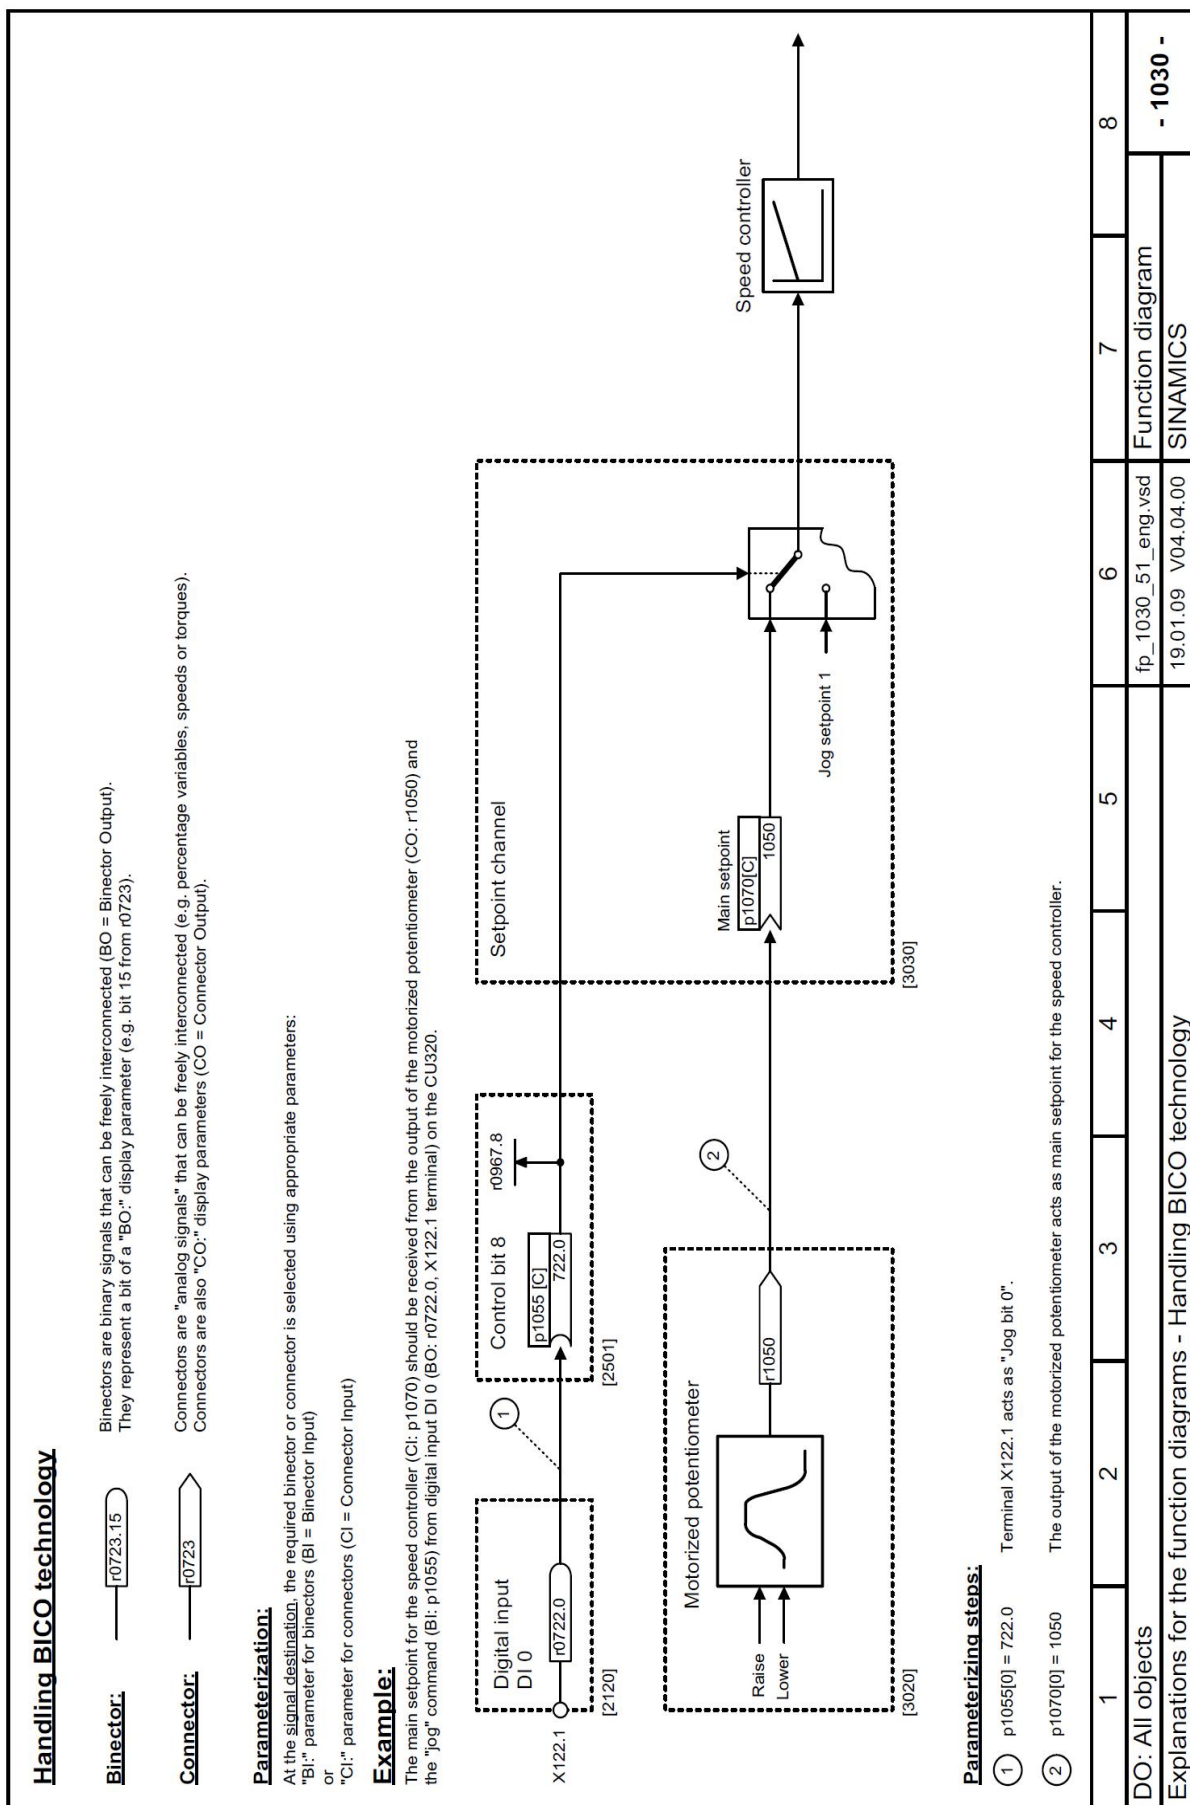 Handling BICO technology
Binector:
r0723.15
Binectors are binary signals that can be freely interconnected (BO = Binector Output).
They represent a bit of a "BO:" display parameter (e.g. bit 15 from r0723).
Connector:
r0723
Connectors are "analog signals" that can be freely interconnected (e.g. percentage variables, speeds or torques).
Connectors are also "CO:" display parameters (CO = Connector Output).
Parameterization:
At the signal destination, the required binector or connector is selected using appropriate parameters:
"BI:" parameter for binectors (BI = Binector Input)
or
"CI:" parameter for connectors (CI = Connector Input)
Example:
The main setpoint for the speed controller (CI: p1070) should be received from the output of the motorized potentiometer (CO: r1050) and
the "jog" command (BI: p1055) from digital input DI 0 (BO: r0722.0, X122.1 terminal) on the CU320.
Digital input
DI 0
X122.1
r0722.0
[2120]
1
Control bit 8
p1055 [C]
722.0
r0967.8
[2501]
Setpoint channel
Motorized potentiometer
Raise
Lower
r1050
[3020]
2
Main setpoint
p1070[C]
1050
Jog setpoint 1
[3030]
Speed controller
Parameterizing steps:
1 p1055[0] = 722.0 Terminal X122.1 acts as "Jog bit 0".
2 p1070[0] = 1050 The output of the motorized potentiometer acts as main setpoint for the speed controller.
1 2 3 4 5 6 7 8
DO: All objects
fp_1030_51_eng.vsd
Function diagram
- 1030 -
Explanations for the function diagrams - Handling BICO technology
19.01.09 V04.04.00
SINAMICS